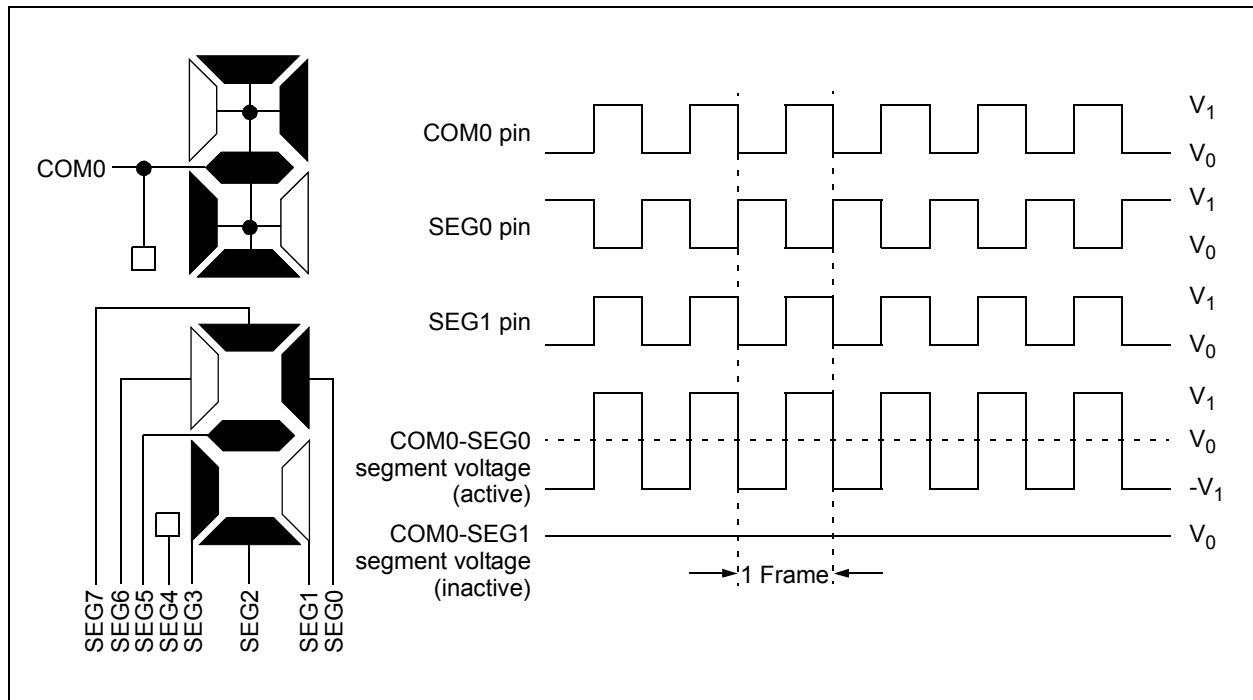 COM0
SEG7
SEG6
SEG5
SEG4
SEG3
SEG2
SEG1
SEG0
COM0 pin
V1
V0
SEG0 pin
V1
V0
SEG1 pin
V1
V0
COM0-SEG0
segment voltage
(active)
V1
V0
-V1
COM0-SEG1
segment voltage
(inactive)
V0
1 Frame